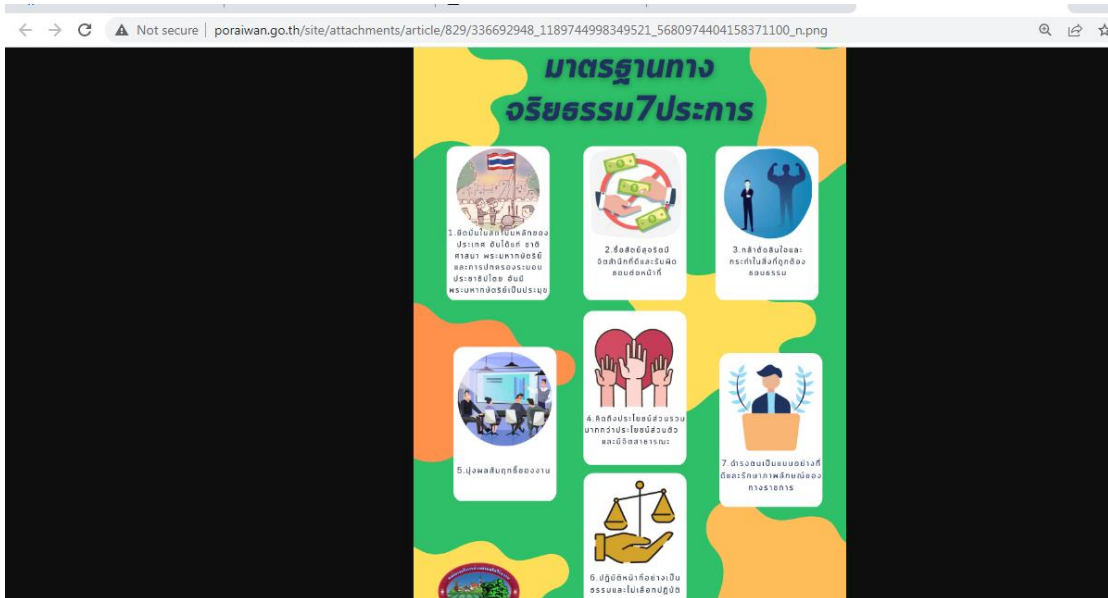 Not secure
poraiwan.go.th/site/attachments/article/829/336692948_1189744998349521_5680974404158371100_n.png
มาตรฐานทาง
จริยธรรม7ประการ
1.ยึดมั่นในสถาบันหลักของ
ประเทศ อันได้แก่ ชาติ
ศาสนา พระมหากษัตริย์
และการปกครองระบอบ
ประชาธิปไตย อันมี
พระมหากษัตริย์เป็นประมุข
2.ซื่อสัตย์สุจริตมี
จิตสำนึกที่ดีและรับผิด
ชอบต่อหน้าที่
3.กล้าตัดสินใจและ
กระทำในสิ่งที่ถูกต้อง
ชอบธรรม
4.คิดถึงประโยชน์ส่วนรวม
มากกว่าประโยชน์ส่วนตัว
และมีจิตสาธารณะ
5.มุ่งผลสัมฤทธิ์ของงาน
6.ปฏิบัติหน้าที่อย่างเป็น
ธรรมและไม่เลือกปฏิบัติ
7.ดำรงตนเป็นแบบอย่างที่
ดีและรักษาภาพลักษณ์ของ
ทางราชการ